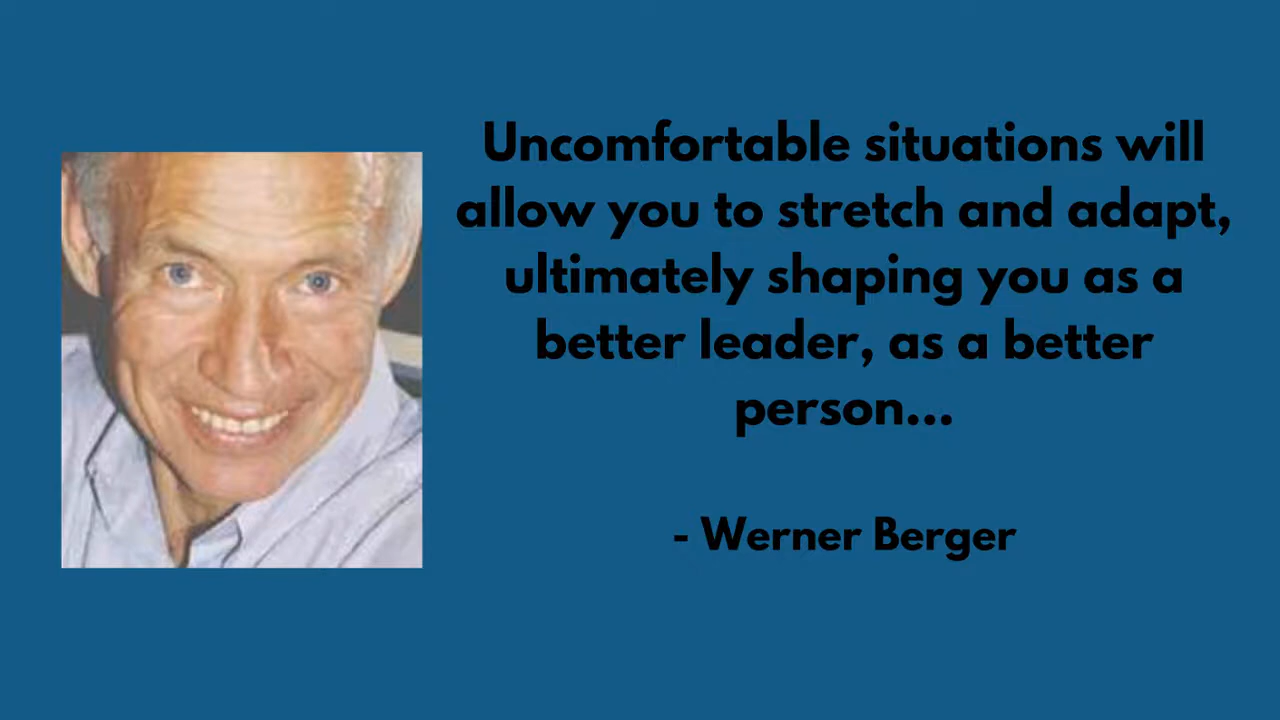 Uncomfortable situations will
allow you to stretch and adapt,
ultimately shaping you as a
better leader, as a better
person...
- Werner Berger